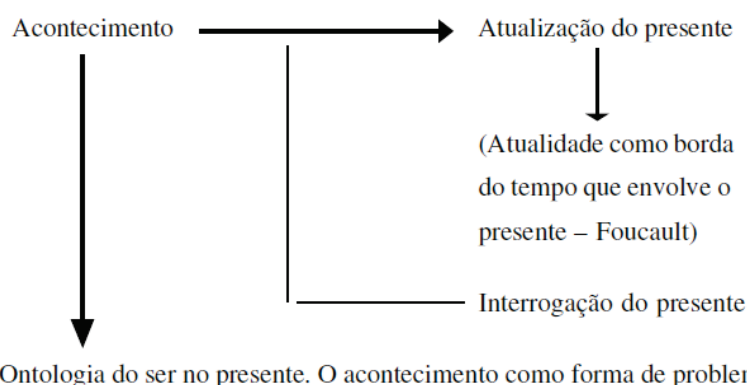 Acontecimento
Atualização do presente
(Atualidade como borda
do tempo que envolve o
presente – Foucault)
Interrogação do presente
Ontologia do ser no presente. O acontecimento como forma de